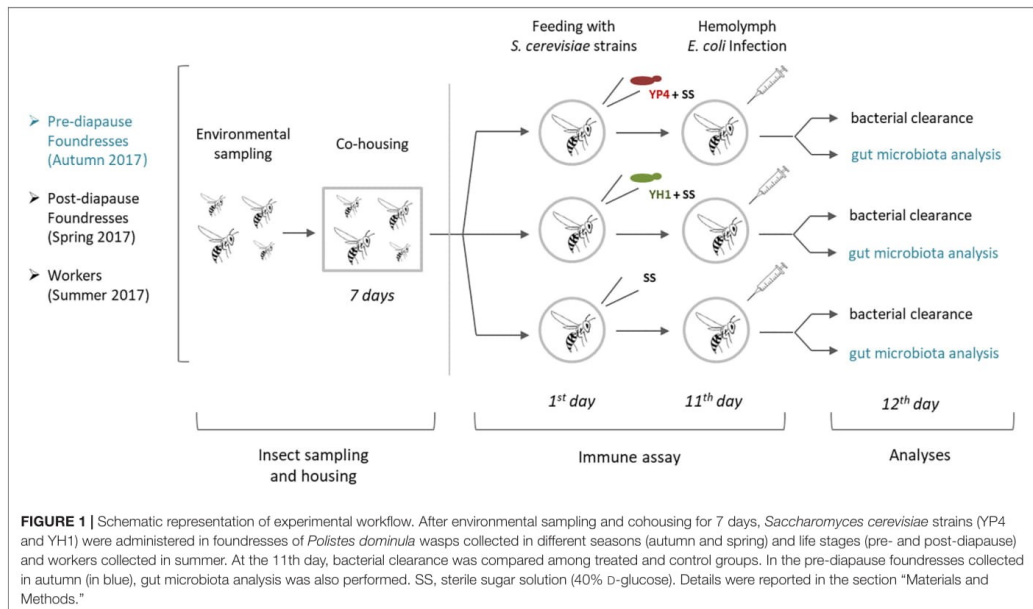 Feeding with
S. cerevisiae strains
Hemolymph
E. coli Infection
➢ Pre-diapause
Foundresses
(Autumn 2017)
➢ Post-diapause
Foundresses
(Spring 2017)
➢ Workers
(Summer 2017)
Environmental
sampling
Co-housing
7 days
YP4 + SS
bacterial clearance
gut microbiota analysis
YH1 + SS
bacterial clearance
gut microbiota analysis
SS
bacterial clearance
gut microbiota analysis
1st day
11th day
12th day
Insect sampling
and housing
Immune assay
Analyses
FIGURE 1 | Schematic representation of experimental workflow. After environmental sampling and cohousing for 7 days, Saccharomyces cerevisiae strains (YP4
and YH1) were administered in foundresses of Polistes dominula wasps collected in different seasons (autumn and spring) and life stages (pre- and post-diapause)
and workers collected in summer. At the 11th day, bacterial clearance was compared among treated and control groups. In the pre-diapause foundresses collected
in autumn (in blue), gut microbiota analysis was also performed. SS, sterile sugar solution (40% D-glucose). Details were reported in the section “Materials and
Methods.”